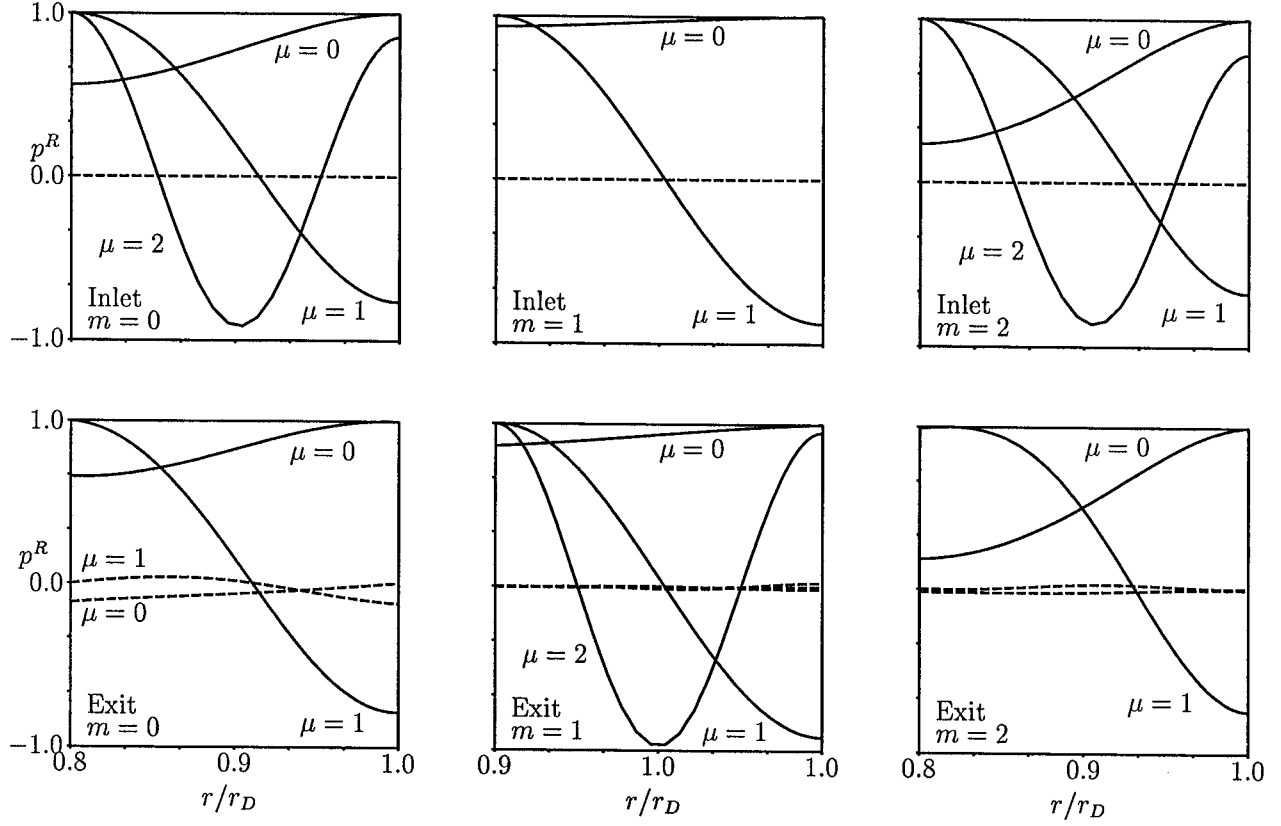 1.0
μ = 0
p^R
0.0
μ = 2
Inlet
m = 0
μ = 1
−1.0
μ = 0
Inlet
m = 1
μ = 1
μ = 0
μ = 2
Inlet
m = 2
μ = 1
1.0
μ = 0
p^R
μ = 1
0.0
μ = 0
Exit
m = 0
μ = 1
−1.0
0.8
0.9
1.0
r/r_D
μ = 0
μ = 2
Exit
m = 1
μ = 1
0.9
1.0
1.0
r/r_D
μ = 0
μ = 1
Exit
m = 2
0.8
0.9
1.0
r/r_D